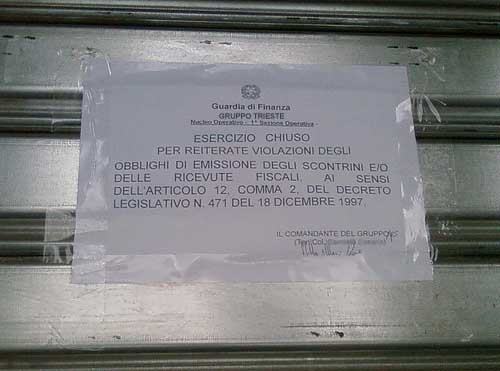 Guardia di Finanza
GRUPPO TRIESTE
Nucleo Operativo - 1^ Sezione Operativa -
ESERCIZIO CHIUSO
PER REITERATE VIOLAZIONI DEGLI
OBBLIGHI DI EMISSIONE DEGLI SCONTRINI E/O
DELLE RICEVUTE FISCALI, AI SENSI
DELL'ARTICOLO 12, COMMA 2, DEL DECRETO
LEGISLATIVO N. 471 DEL 18 DICEMBRE 1997,
IL COMANDANTE DEL GRUPPO